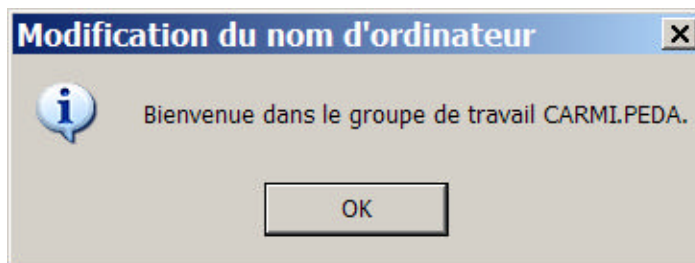 Modification du nom d'ordinateur
Bienvenue dans le groupe de travail CARMI.PEDA.
OK